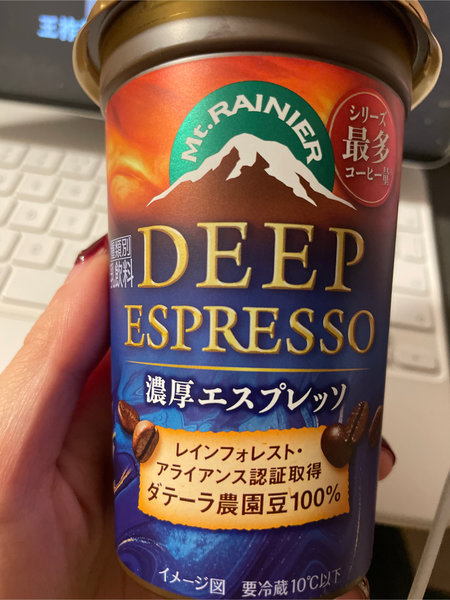 Mt. RAINIER
シリーズ
最多
コーヒー量
種類別
乳飲料
DEEP
ESPRESSO
濃厚エスプレッソ
レインフォレスト・
アライアンス認証取得
ダテーラ農園豆100%
イメージ図 要冷蔵10℃以下